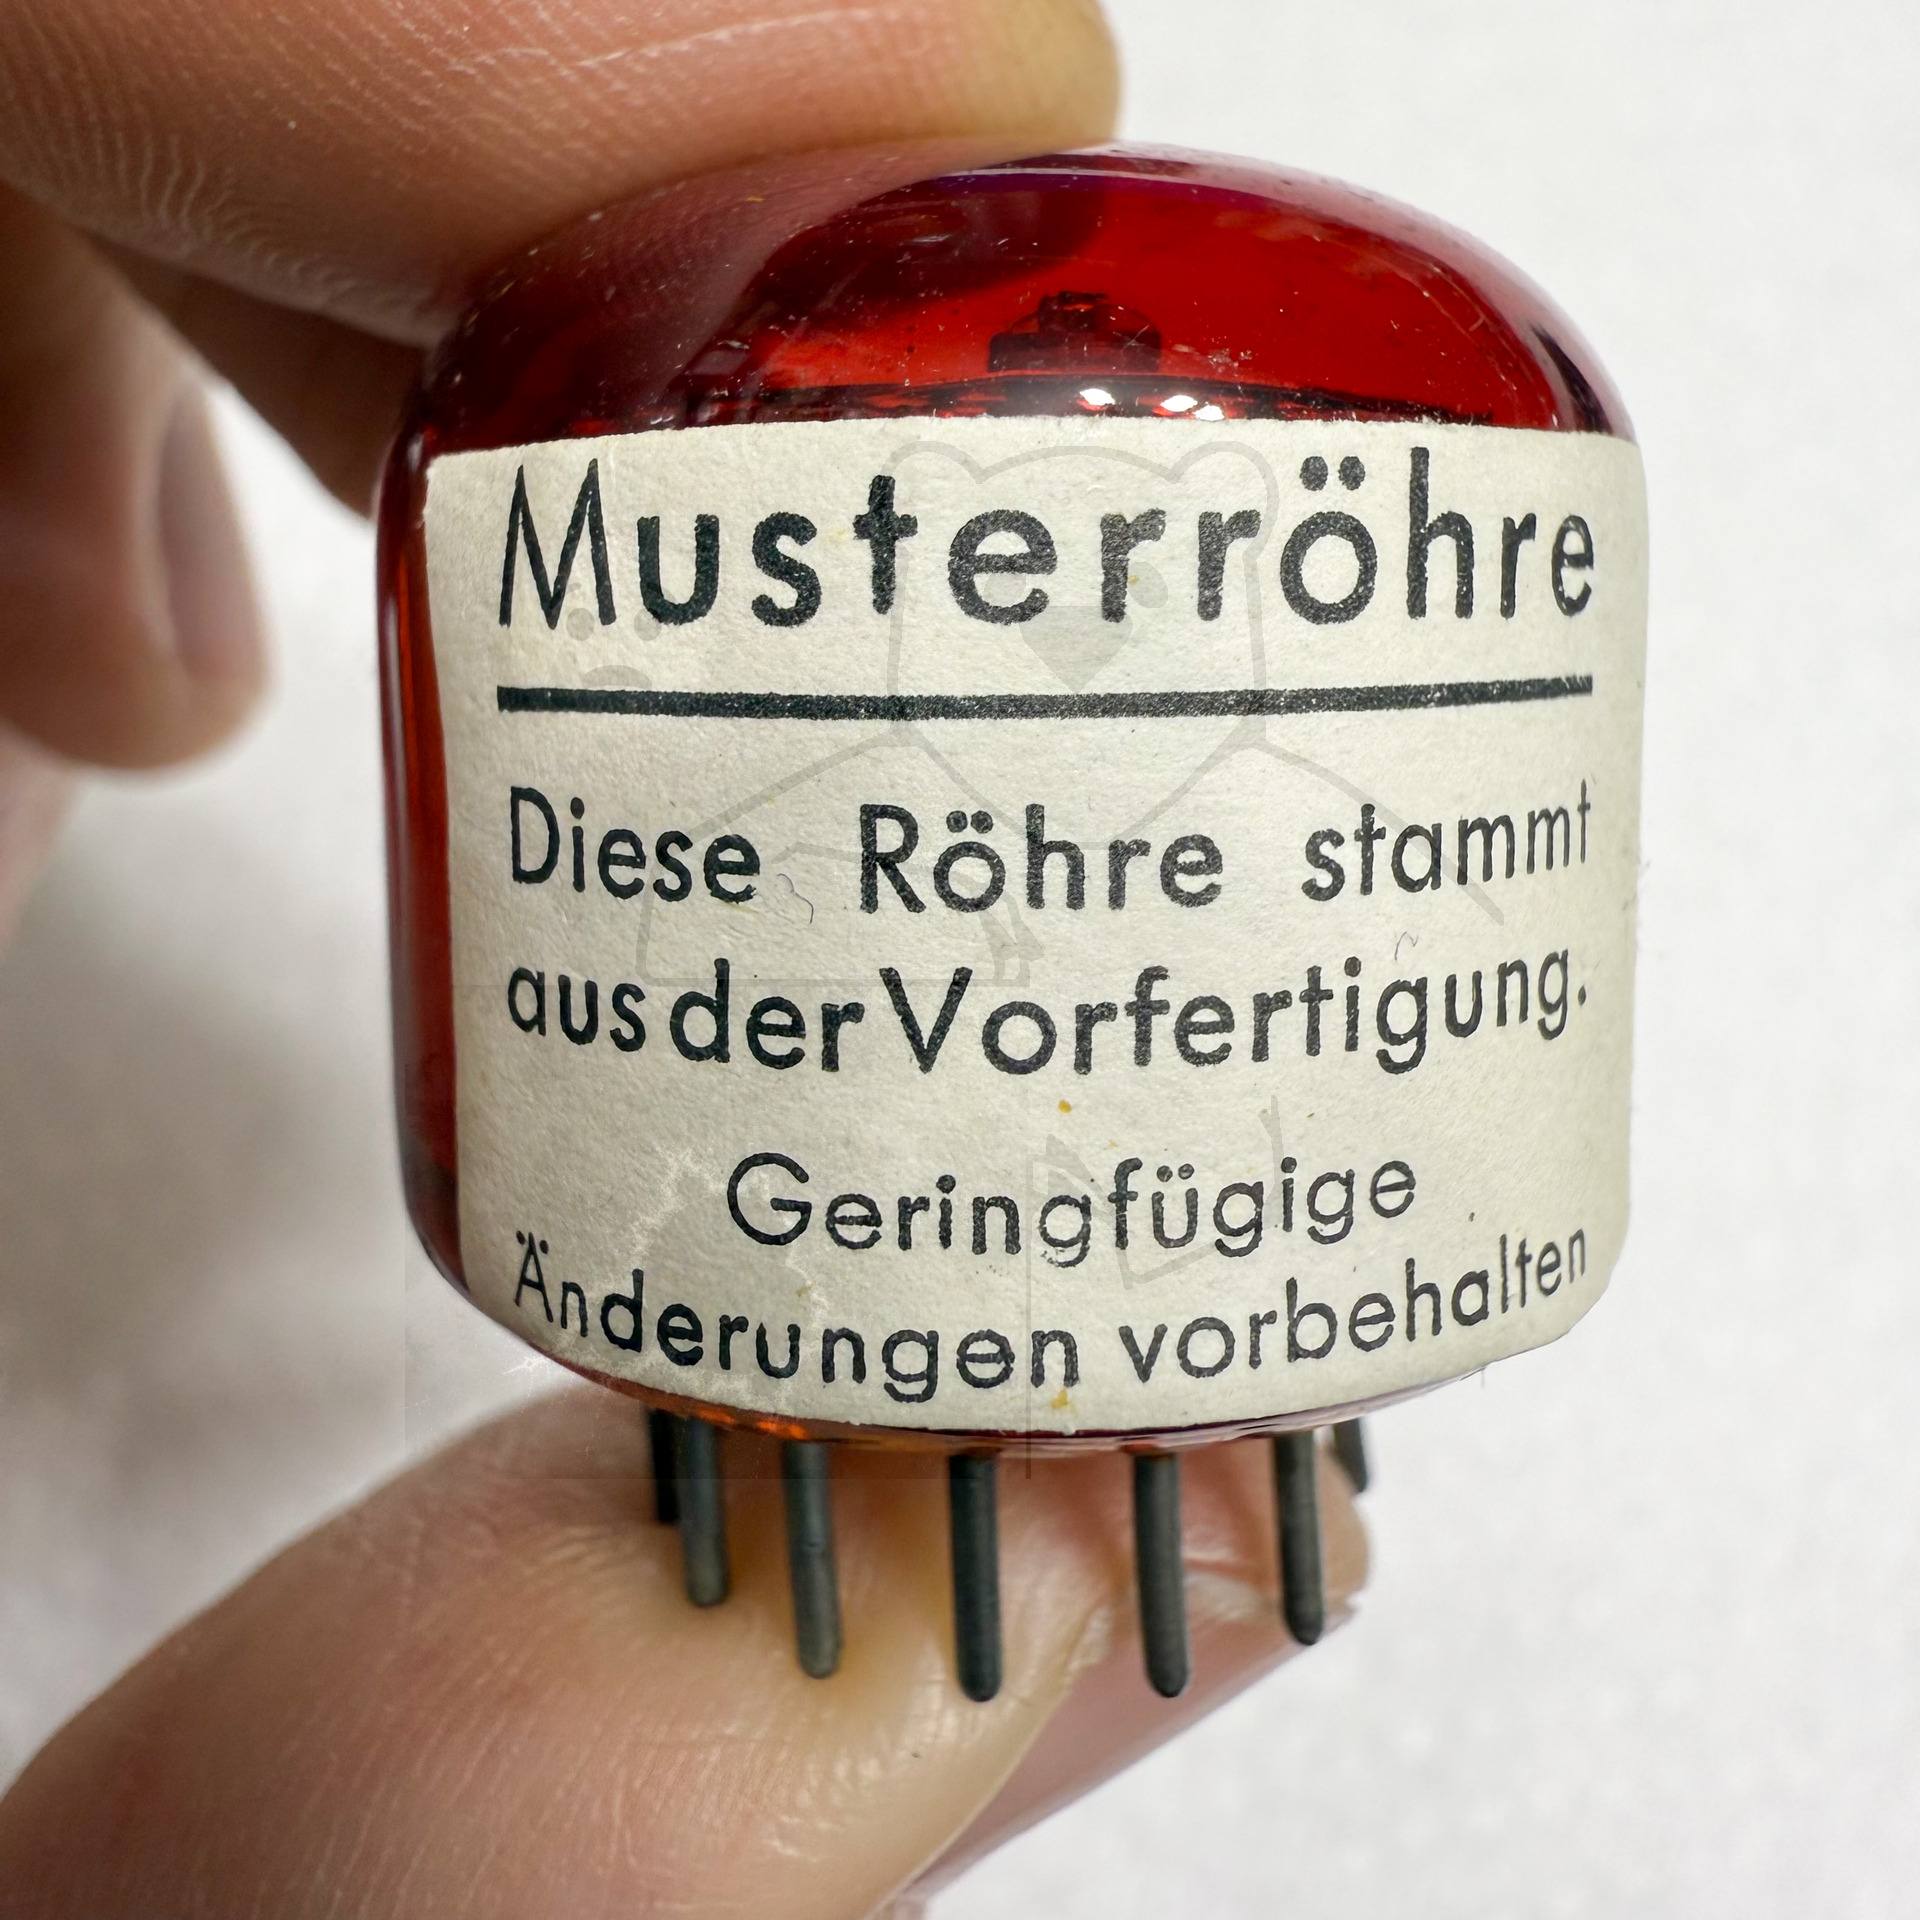 Musterröhre
Diese Röhre stammt
aus der Vorfertigung.
Geringfügige
Änderungen vorbehalten